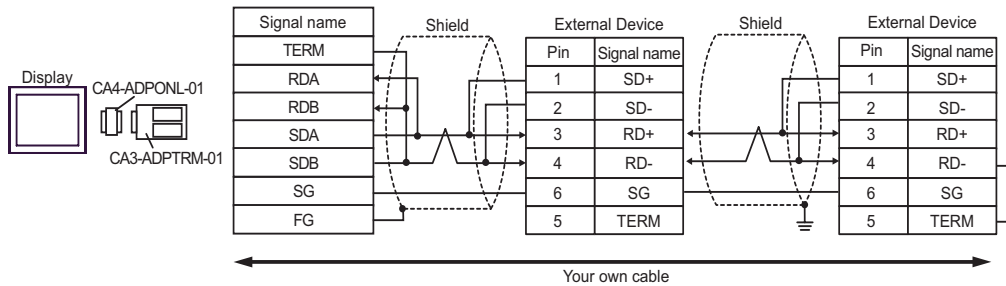 Display
CA4-ADPONL-01
CA3-ADPTRM-01
Signal name
TERM
RDA
RDB
SDA
SDB
SG
FG
Shield
External Device
Pin Signal name
1 SD+
2 SD-
3 RD+
4 RD-
6 SG
5 TERM
Shield
External Device
Pin Signal name
1 SD+
2 SD-
3 RD+
4 RD-
6 SG
5 TERM
Your own cable